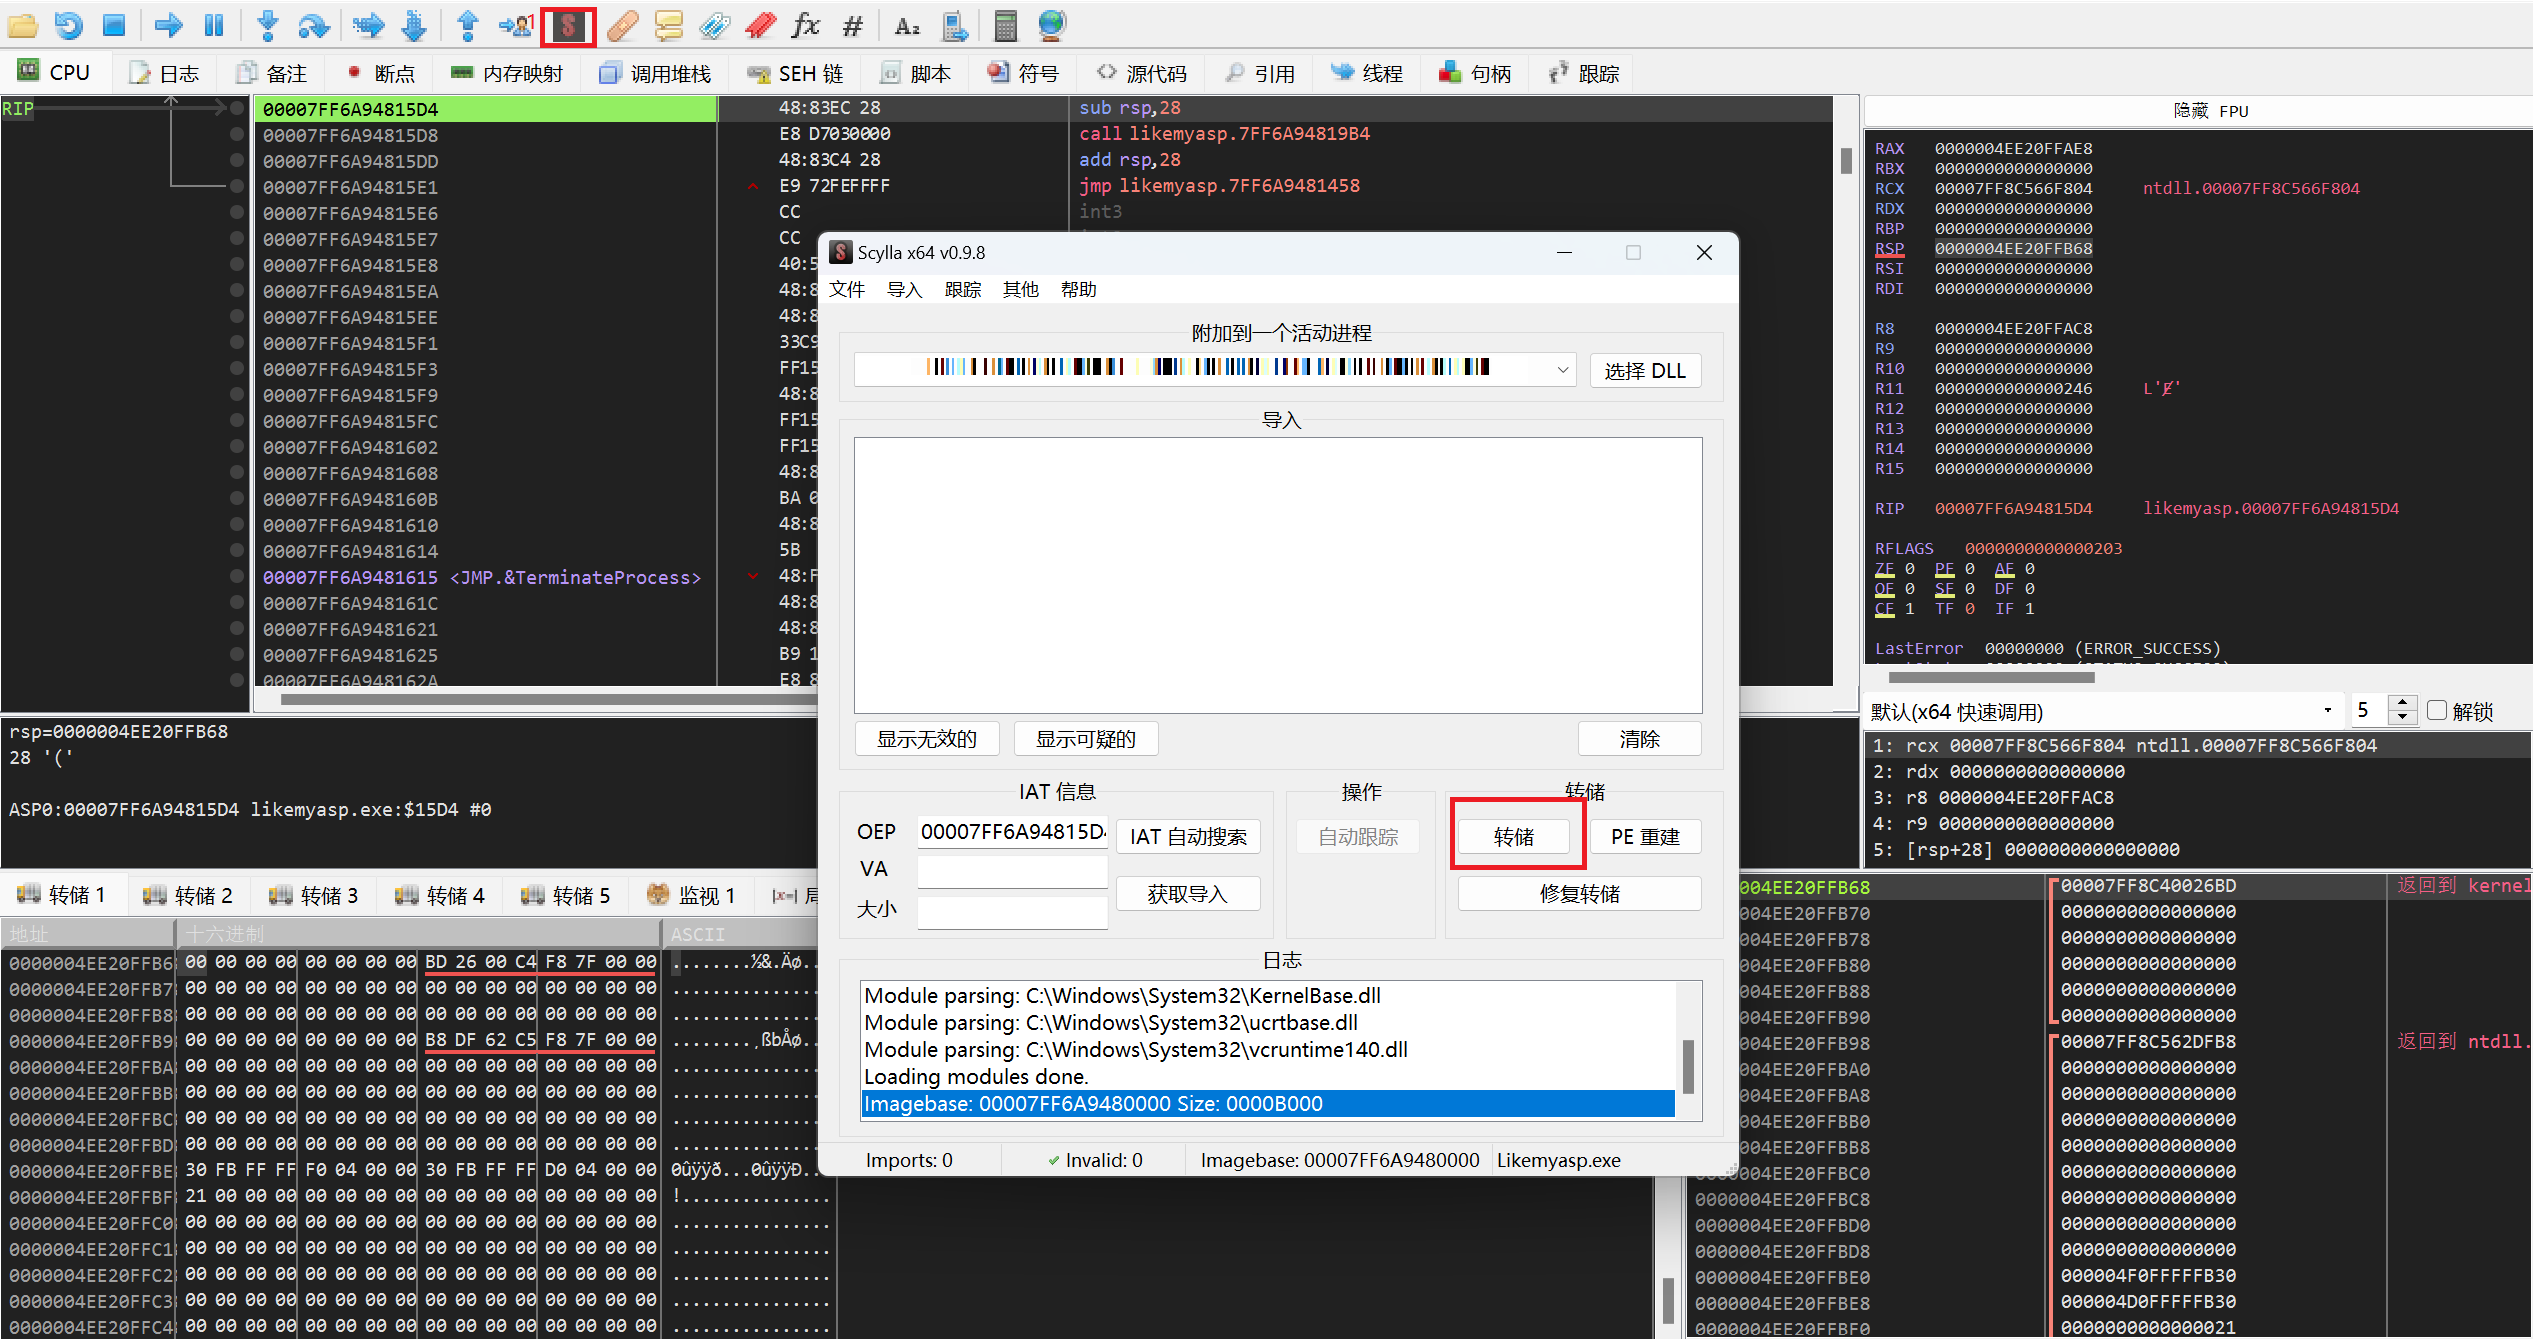 CPU 日志 备注 断点 内存映射 调用堆栈 SEH 链 脚本 符号 源代码 引用 线程 句柄 跟踪
RIP
00007FF6A94815D4 48:83EC 28 sub rsp,28
00007FF6A94815D8 E8 D7030000 call likemyasp.7FF6A94819B4
00007FF6A94815DD 48:83C4 28 add rsp,28
00007FF6A94815E1 E9 72FEFFFF jmp likemyasp.7FF6A9481458
00007FF6A94815E6 CC int3
00007FF6A94815E7 CC
00007FF6A94815E8 40:5
00007FF6A94815EA 48:8
00007FF6A94815EE 48:8
00007FF6A94815F1 33C9
00007FF6A94815F3 FF15
00007FF6A94815F9 48:8
00007FF6A94815FC FF15
00007FF6A9481602 FF15
00007FF6A9481608 48:8
00007FF6A948160B BA 0
00007FF6A9481610 48:8
00007FF6A9481614 5B
00007FF6A9481615 <JMP.&TerminateProcess> 48:F
00007FF6A948161C 48:8
00007FF6A9481621 48:8
00007FF6A9481625 B9 1
00007FF6A948162A E8 8
隐藏 FPU
RAX 0000004EE20FFAE8
RBX 0000000000000000
RCX 00007FF8C566F804 ntdll.00007FF8C566F804
RDX 0000000000000000
RBP 0000000000000000
RSP 0000004EE20FFB68
RSI 0000000000000000
RDI 0000000000000000
R8 0000004EE20FFAC8
R9 0000000000000000
R10 0000000000000000
R11 0000000000000246
R12 0000000000000000
R13 0000000000000000
R14 0000000000000000
R15 0000000000000000
RIP 00007FF6A94815D4 likemyasp.00007FF6A94815D4
RFLAGS 0000000000000203
ZF 0 PF 0 AF 0
OF 0 SF 0 DF 0
CF 1 TF 0 IF 1
LastError 00000000 (ERROR_SUCCESS)
默认(x64 快速调用) 5 解锁
1: rcx 00007FF8C566F804 ntdll.00007FF8C566F804
2: rdx 0000000000000000
3: r8 0000004EE20FFAC8
4: r9 0000000000000000
5: [rsp+28] 0000000000000000
rsp=0000004EE20FFB68
28 '('
ASP0:00007FF6A94815D4 likemyasp.exe:$15D4 #0
Scylla x64 v0.9.8
文件 导入 跟踪 其他 帮助
附加到一个活动进程
选择 DLL
导入
显示无效的 显示可疑的 清除
IAT 信息 操作 转储
OEP 00007FF6A94815D IAT 自动搜索 自动跟踪 转储 PE 重建
VA
大小 获取导入 修复转储
日志
Module parsing: C:\Windows\System32\KernelBase.dll
Module parsing: C:\Windows\System32\ucrtbase.dll
Module parsing: C:\Windows\System32\vcruntime140.dll
Loading modules done.
Imagebase: 00007FF6A9480000 Size: 0000B000
Imports: 0 Invalid: 0 Imagebase: 00007FF6A9480000 Likemyasp.exe
转储 1 转储 2 转储 3 转储 4 转储 5 监视 1 |x=| 局
地址 十六进制 ASCII
0000004EE20FFB6 00 00 00 00 00 00 00 00 BD 26 00 C4 F8 7F 00 00 ........½&.Äø..
0000004EE20FFB7 00 00 00 00 00 00 00 00 00 00 00 00 00 00 00 00 ...............
0000004EE20FFB8 00 00 00 00 00 00 00 00 00 00 00 00 00 00 00 00 ...............
0000004EE20FFB9 00 00 00 00 00 00 00 00 B8 DF 62 C5 F8 7F 00 00 ........¸ßbÅø..
0000004EE20FFBA 00 00 00 00 00 00 00 00 00 00 00 00 00 00 00 00 ...............
0000004EE20FFBB 00 00 00 00 00 00 00 00 00 00 00 00 00 00 00 00 ...............
0000004EE20FFBC 00 00 00 00 00 00 00 00 00 00 00 00 00 00 00 00 ...............
0000004EE20FFBD 00 00 00 00 00 00 00 00 00 00 00 00 00 00 00 00 ...............
0000004EE20FFBE 30 FB FF FF F0 04 00 00 30 FB FF FF D0 04 00 00 0ûÿÿð...0ûÿÿÐ..
0000004EE20FFBF 21 00 00 00 00 00 00 00 00 00 00 00 00 00 00 00 !...............
0000004EE20FFC0 00 00 00 00 00 00 00 00 00 00 00 00 00 00 00 00 ................
0000004EE20FFC1 00 00 00 00 00 00 00 00 00 00 00 00 00 00 00 00 ................
0000004EE20FFC2 00 00 00 00 00 00 00 00 00 00 00 00 00 00 00 00 ................
0000004EE20FFC3 00 00 00 00 00 00 00 00 00 00 00 00 00 00 00 00 ................
0000004EE20FFC4 00 00 00 00 00 00 00 00 00 00 00 00 00 00 00 00 ................
004EE20FFB68 00007FF8C40026BD 返回到 kernel
004EE20FFB70 0000000000000000
004EE20FFB78 0000000000000000
004EE20FFB80 0000000000000000
004EE20FFB88 0000000000000000
004EE20FFB90 0000000000000000
004EE20FFB98 00007FF8C562DFB8 返回到 ntdll.
004EE20FFBA0 0000000000000000
004EE20FFBA8 0000000000000000
004EE20FFBB0 0000000000000000
004EE20FFBB8 0000000000000000
0000004EE20FFBC0 0000000000000000
0000004EE20FFBC8 0000000000000000
0000004EE20FFBD0 0000000000000000
0000004EE20FFBD8 0000000000000000
0000004EE20FFBE0 000004F0FFFFFB30
0000004EE20FFBE8 000004D0FFFFFB30
0000004EE20FFBF0 0000000000000021